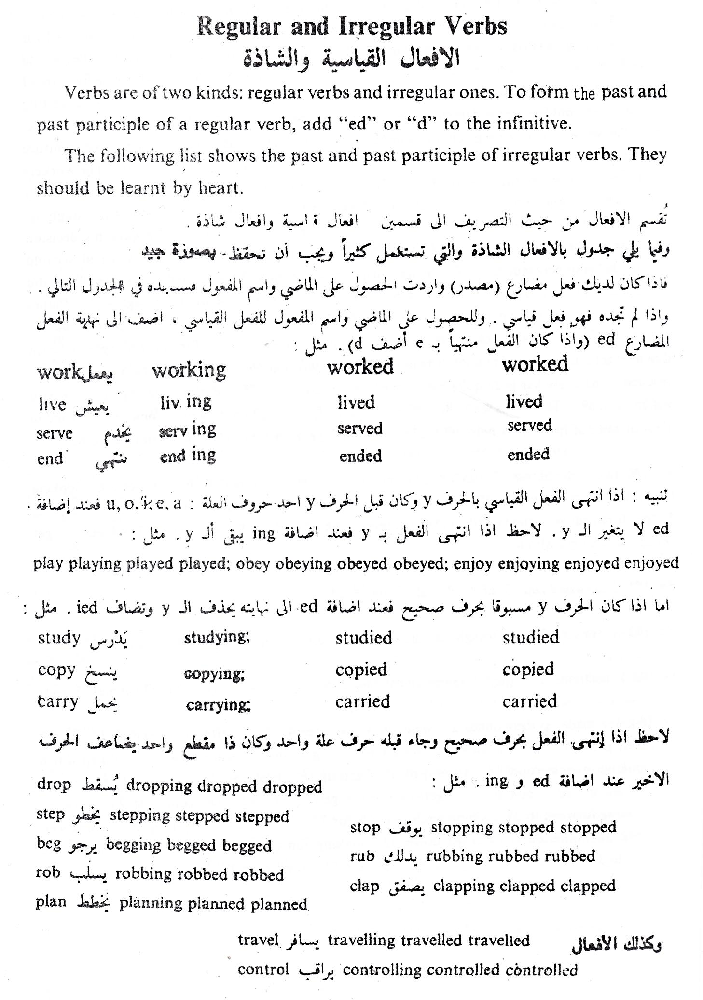 Regular and Irregular Verbs
الافعال القياسية والشاذة
Verbs are of two kinds: regular verbs and irregular ones. To form the past and
past participle of a regular verb, add “ed” or “d” to the infinitive.
The following list shows the past and past participle of irregular verbs. They
should be learnt by heart.
تُقسم الافعال من حيث التصريف الى قسمين افعال قياسية وافعال شاذة .
وفيما يلي جدول بالافعال الشاذة والتي تستعمل كثيراً ويجب أن تحفظ بصورة جيد
فاذا كان لديك فعل مضارع (مصدر) واردت الحصول على الماضي واسم المفعول فستجده في الجدول التالي .
واذا لم تجده فهو فعل قياسي . وللحصول على الماضي واسم المفعول للفعل القياسي ، اضف الى نهاية الفعل
المضارع ed (واذا كان الفعل منتهياً بـ e أضف d) . مثل :
work يعمل working worked worked
live يعيش liv ing lived lived
serve يخدم serv ing served served
end ينتهي end ing ended ended
تنبيه : اذا انتهى الفعل القياسي بالحرف y وكان قبل الحرف y احد حروف العلة : u, o, i, e, a فعند إضافة
ed لا يتغير الـ y . لاحظ اذا انتهى الفعل بـ y فعند اضافة ing يبقى ألـ y . مثل :
play playing played played; obey obeying obeyed obeyed; enjoy enjoying enjoyed enjoyed
اما اذا كان الحرف y مسبوقا بحرف صحيح فعند اضافة ed الى نهايته يحذف الـ y وتضاف ied . مثل :
study يَدْرس studying; studied studied
copy ينسخ copying; copied copied
carry يحمل carrying; carried carried
لاحظ اذا إنتهى الفعل بحرف صحيح وجاء قبله حرف علة واحد وكان ذا مقطع واحد يضاعف الحرف
الاخير عند اضافة ed و ing . مثل :
drop يُسقط dropping dropped dropped
step يخطو stepping stepped stepped
beg يرجو begging begged begged
rob يسلب robbing robbed robbed
plan يخطط planning planned planned
stop يوقف stopping stopped stopped
rub يدلك rubbing rubbed rubbed
clap يصفق clapping clapped clapped
وكذلك الأفعال
travel يسافر travelling travelled travelled
control يراقب controlling controlled controlled